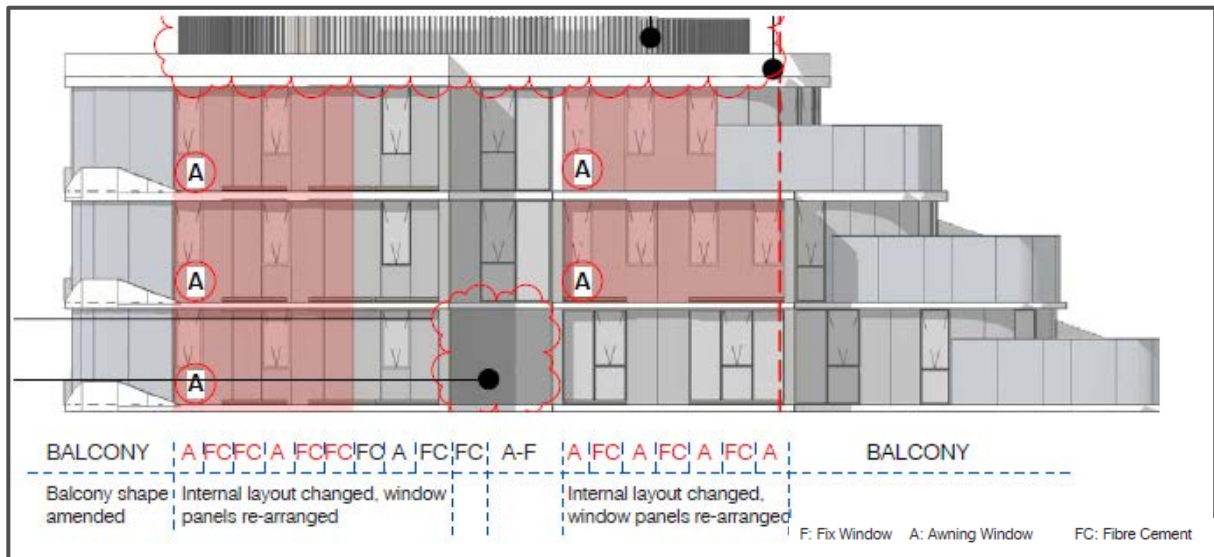 A
A
A
A
A
BALCONY A FC FC A FC FC FC A FC FC A-F A FC A FC A FC A BALCONY
Balcony shape Internal layout changed, window Internal layout changed,
amended panels re-arranged window panels re-arranged
F: Fix Window A: Awning Window FC: Fibre Cement